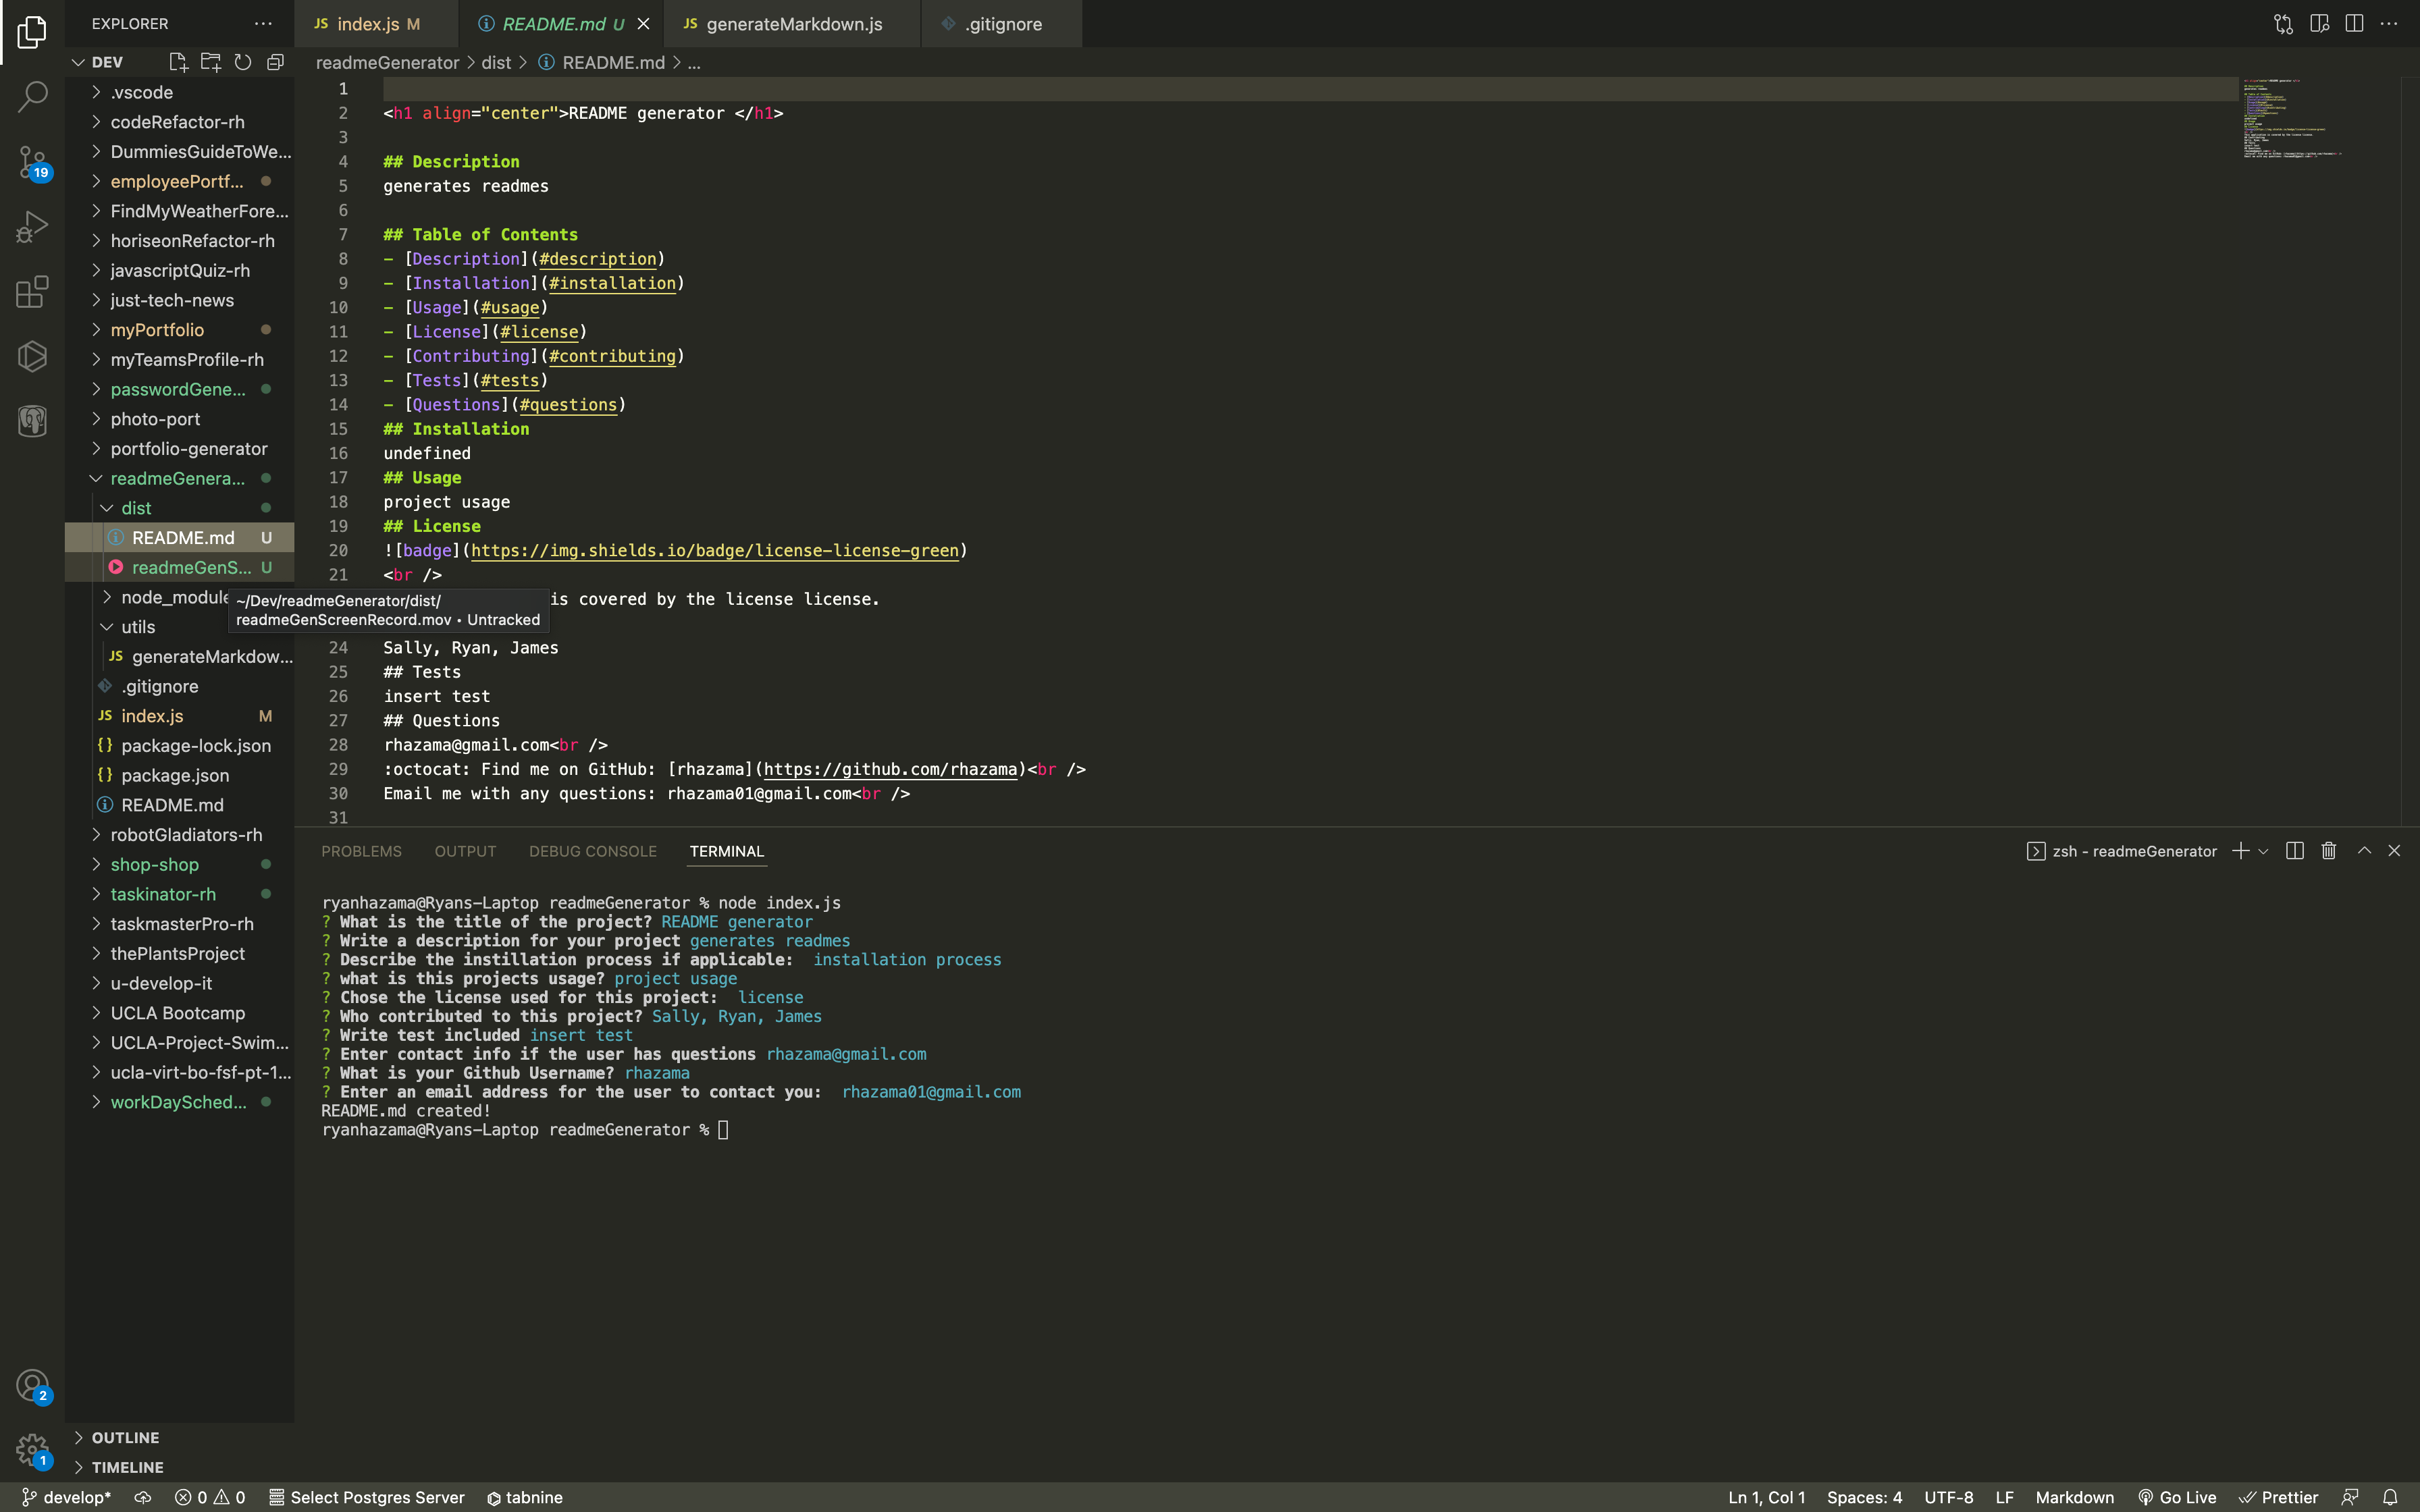 EXPLORER
DEV
.vscode
codeRefactor-rh
DummiesGuideToWe...
employeePortf...
FindMyWeatherFore...
horiseonRefactor-rh
javascriptQuiz-rh
just-tech-news
myPortfolio
myTeamsProfile-rh
passwordGene...
photo-port
portfolio-generator
readmeGenera...
dist
README.md U
readmeGenS... U
node_module
utils
JS generateMarkdow...
.gitignore
JS index.js M
{} package-lock.json
{} package.json
README.md
robotGladiators-rh
shop-shop
taskinator-rh
taskmasterPro-rh
thePlantsProject
u-develop-it
UCLA Bootcamp
UCLA-Project-Swim...
ucla-virt-bo-fsf-pt-1...
workDaySched...
OUTLINE
TIMELINE
19
2
1
~/Dev/readmeGenerator/dist/
readmeGenScreenRecord.mov • Untracked
JS index.js M README.md U JS generateMarkdown.js .gitignore
readmeGenerator > dist > README.md > ...
1
2 <h1 align="center">README generator </h1>
3
4 ## Description
5 generates readmes
6
7 ## Table of Contents
8 - [Description](#description)
9 - [Installation](#installation)
10 - [Usage](#usage)
11 - [License](#license)
12 - [Contributing](#contributing)
13 - [Tests](#tests)
14 - [Questions](#questions)
15 ## Installation
16 undefined
17 ## Usage
18 project usage
19 ## License
20 ![badge](https://img.shields.io/badge/license-license-green)
21 <br />
is covered by the license license.
24 Sally, Ryan, James
25 ## Tests
26 insert test
27 ## Questions
28 rhazama@gmail.com<br />
29 :octocat: Find me on GitHub: [rhazama](https://github.com/rhazama)<br />
30 Email me with any questions: rhazama01@gmail.com<br />
31
PROBLEMS OUTPUT DEBUG CONSOLE TERMINAL zsh - readmeGenerator
ryanhazama@Ryans-Laptop readmeGenerator % node index.js
? What is the title of the project? README generator
? Write a description for your project generates readmes
? Describe the instillation process if applicable: installation process
? what is this projects usage? project usage
? Chose the license used for this project: license
? Who contributed to this project? Sally, Ryan, James
? Write test included insert test
? Enter contact info if the user has questions rhazama@gmail.com
? What is your Github Username? rhazama
? Enter an email address for the user to contact you: rhazama01@gmail.com
README.md created!
ryanhazama@Ryans-Laptop readmeGenerator %
develop* 0 0 Select Postgres Server tabnine Ln 1, Col 1 Spaces: 4 UTF-8 LF Markdown Go Live Prettier